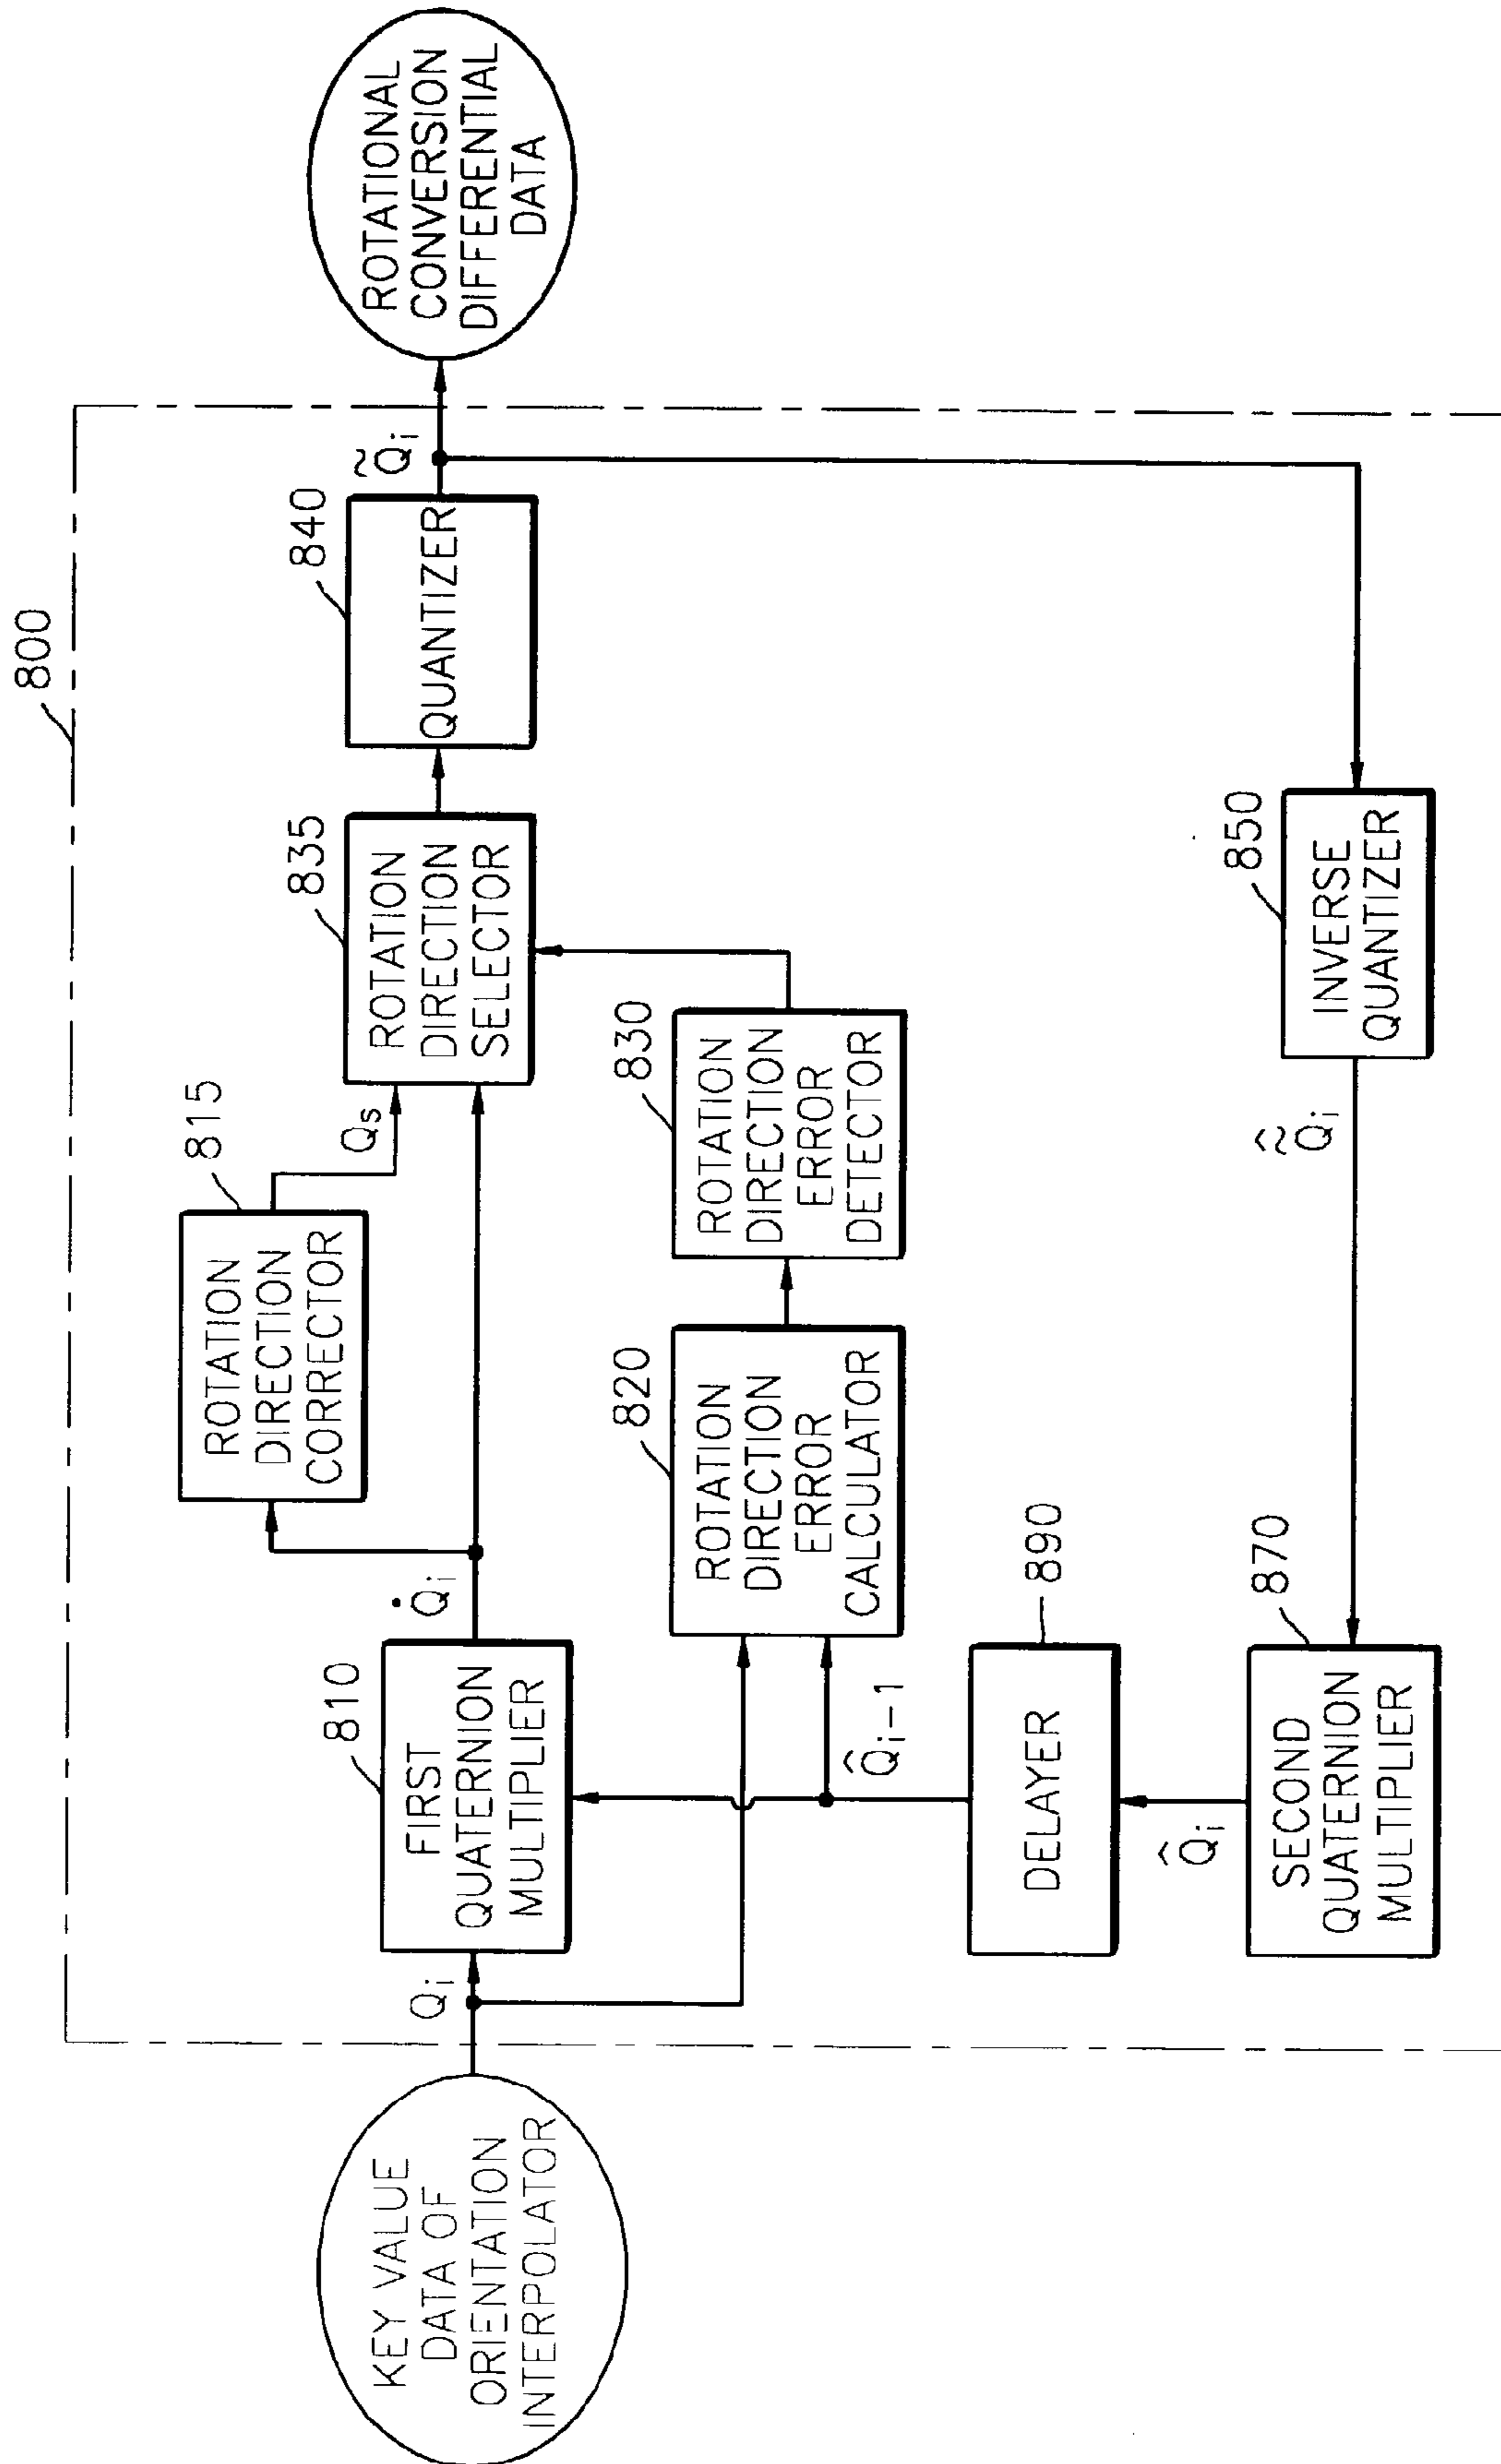 800
KEY VALUE
DATA OF
ORIENTATION
INTERPOLATOR
Q_i
810
FIRST
QUATERNION
MULTIPLIER
Q̇_i
815
ROTATION
DIRECTION
CORRECTOR
Q_s
835
ROTATION
DIRECTION
SELECTOR
840
QUANTIZER
Q̃_i
ROTATIONAL
CONVERSION
DIFFERENTIAL
DATA
820
ROTATION
DIRECTION
ERROR
CALCULATOR
830
ROTATION
DIRECTION
ERROR
DETECTOR
Q̂_{i-1}
890
DELAYER
Q̂_i
870
SECOND
QUATERNION
MULTIPLIER
Q̃̂_i
850
INVERSE
QUANTIZER